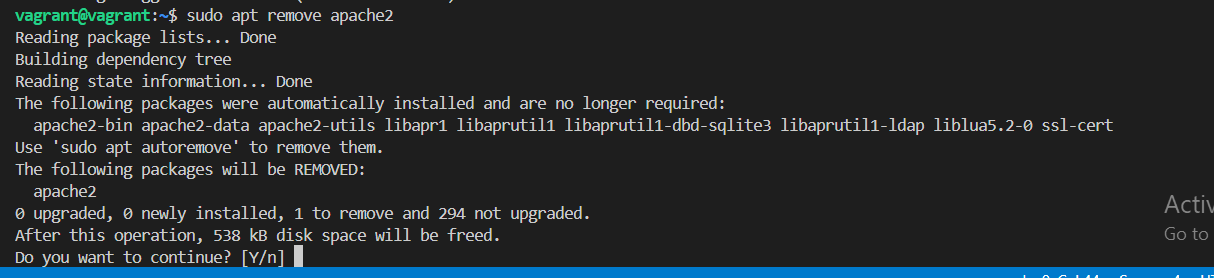 vagrant@vagrant:~$ sudo apt remove apache2
Reading package lists... Done
Building dependency tree
Reading state information... Done
The following packages were automatically installed and are no longer required:
  apache2-bin apache2-data apache2-utils libapr1 libaprutil1 libaprutil1-dbd-sqlite3 libaprutil1-ldap liblua5.2-0 ssl-cert
Use 'sudo apt autoremove' to remove them.
The following packages will be REMOVED:
  apache2
0 upgraded, 0 newly installed, 1 to remove and 294 not upgraded.
After this operation, 538 kB disk space will be freed.
Do you want to continue? [Y/n]
Activ
Go to